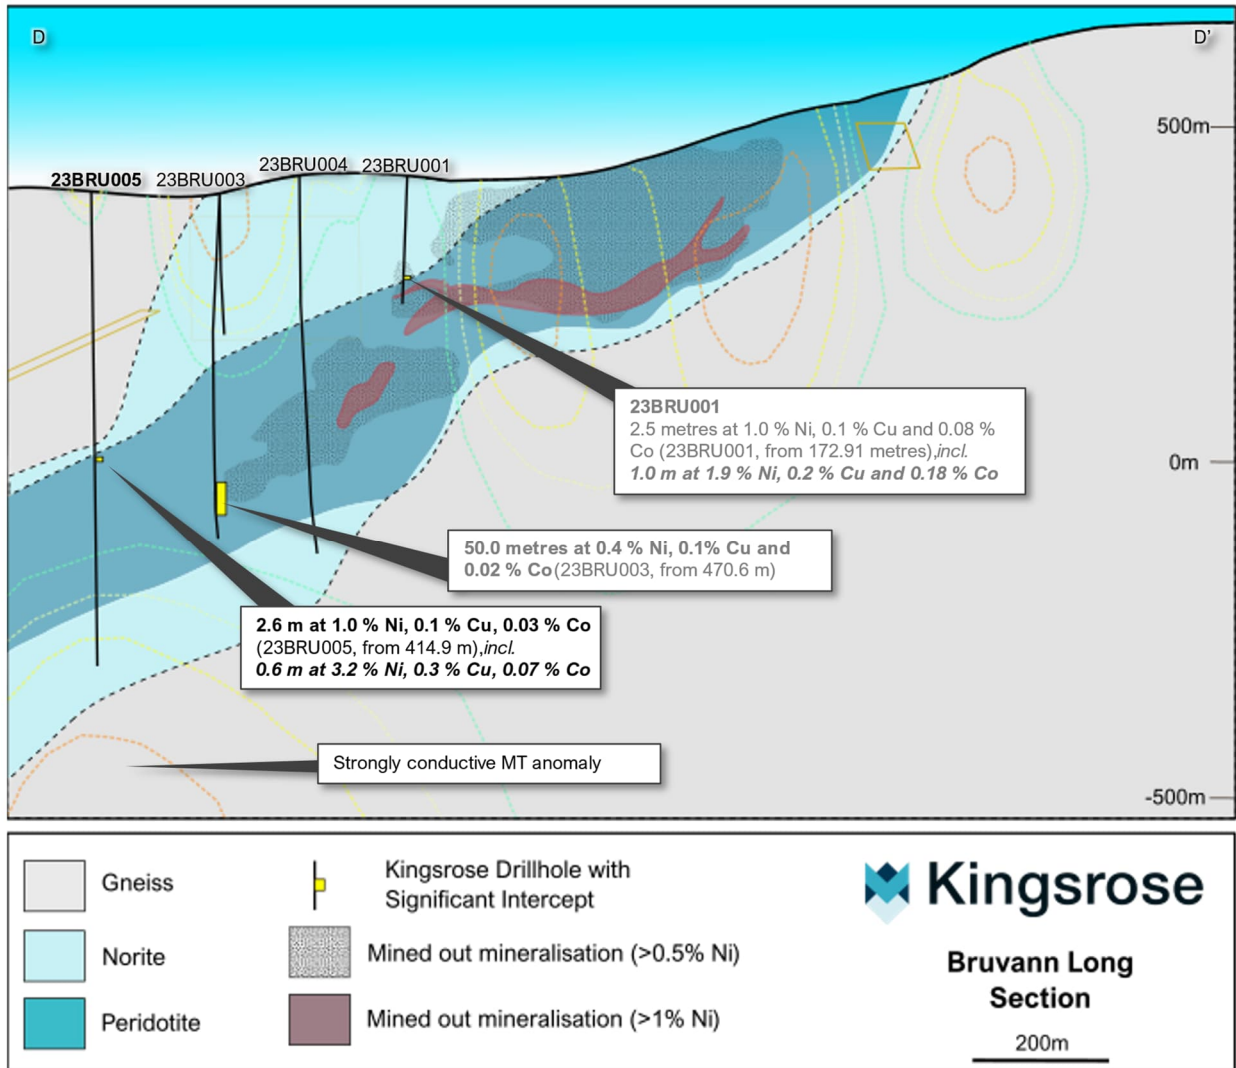 D
D'
23BRU005
23BRU003
23BRU004
23BRU001
500m
0m
-500m
23BRU001
2.5 metres at 1.0 % Ni, 0.1 % Cu and 0.08 %
Co (23BRU001, from 172.91 metres),incl.
1.0 m at 1.9 % Ni, 0.2 % Cu and 0.18 % Co
50.0 metres at 0.4 % Ni, 0.1% Cu and
0.02 % Co(23BRU003, from 470.6 m)
2.6 m at 1.0 % Ni, 0.1 % Cu, 0.03 % Co
(23BRU005, from 414.9 m),incl.
0.6 m at 3.2 % Ni, 0.3 % Cu, 0.07 % Co
Strongly conductive MT anomaly
Gneiss
Norite
Peridotite
Kingsrose Drillhole with
Significant Intercept
Mined out mineralisation (>0.5% Ni)
Mined out mineralisation (>1% Ni)
Kingsrose
Bruvann Long
Section
200m